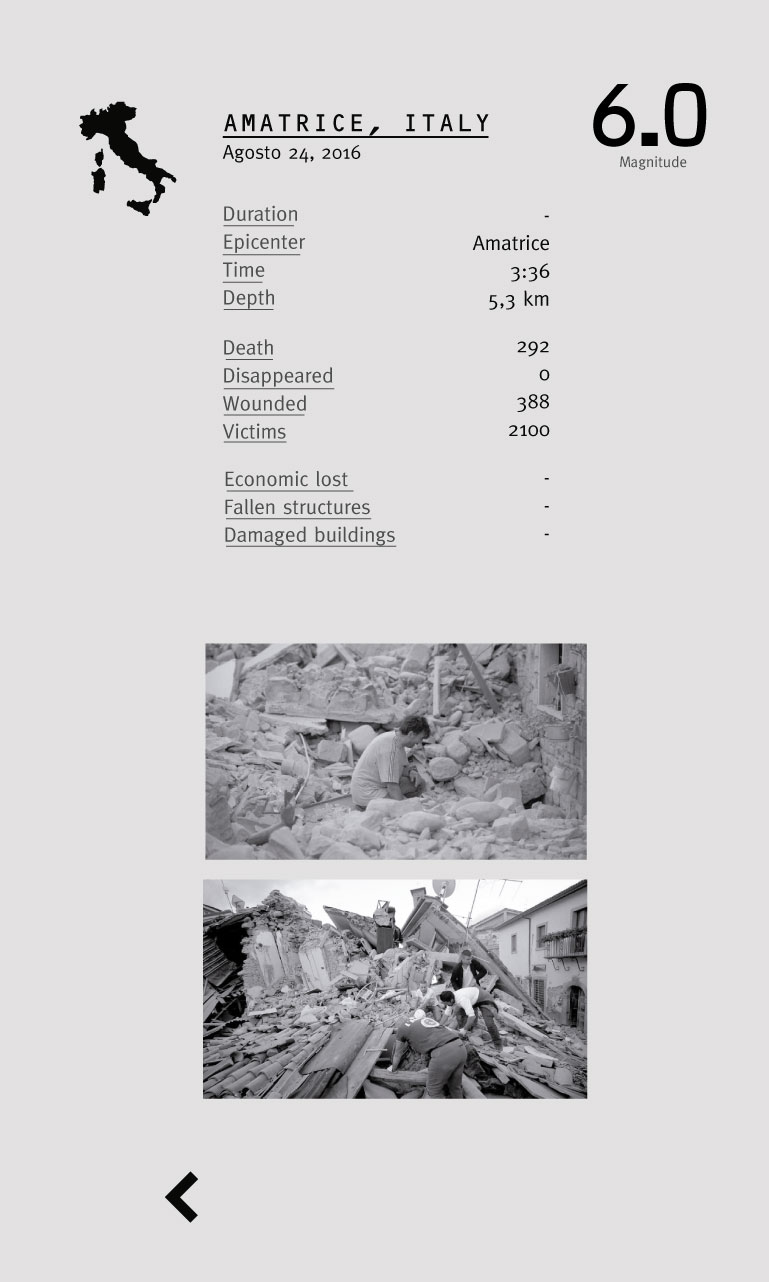 AMATRICE, ITALY
Agosto 24, 2016
6.0
Magnitude
Duration -
Epicenter Amatrice
Time 3:36
Depth 5,3 km
Death 292
Disappeared 0
Wounded 388
Victims 2100
Economic lost -
Fallen structures -
Damaged buildings -